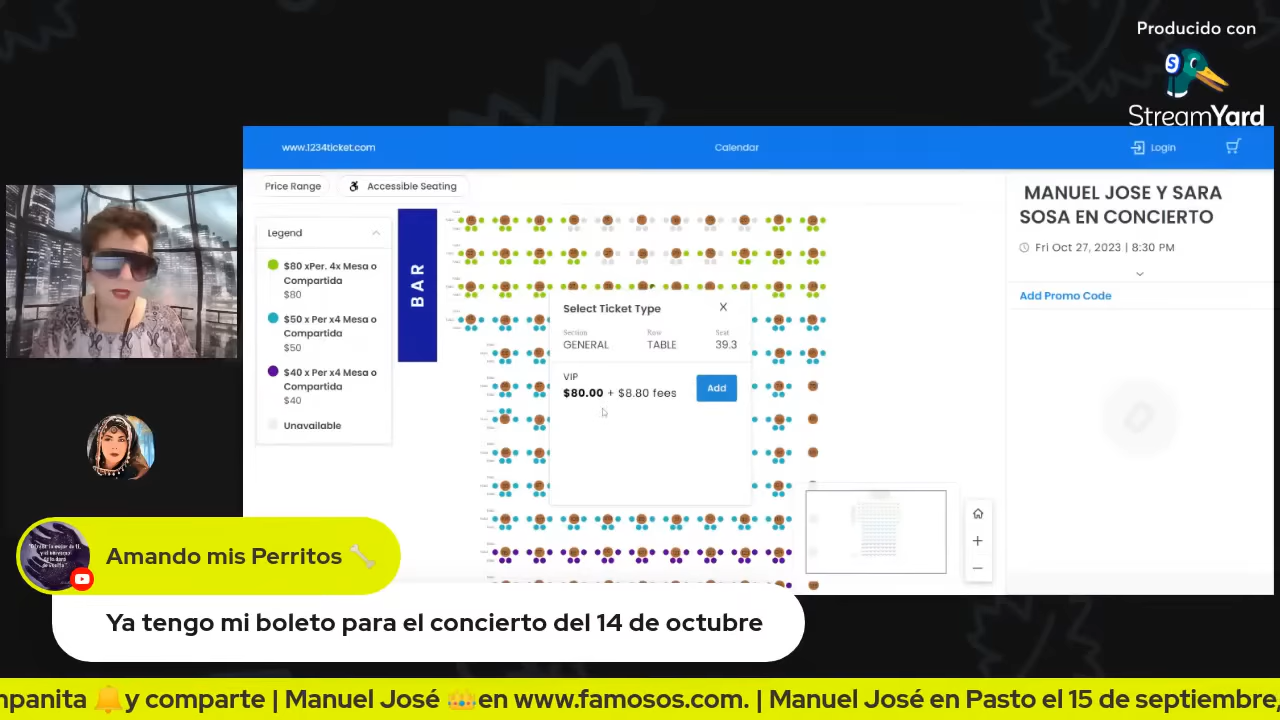 Producido con
StreamYard
www.1234ticket.com
Calendar
Login
Price Range
Accessible Seating
Legend
$80 xPer. 4x Mesa o
Compartida
$80
$50 x Per x4 Mesa o
Compartida
$50
$40 x Per x4 Mesa o
Compartida
$40
Unavailable
BAR
Select Ticket Type
X
Section
Row
Seat
GENERAL
TABLE
39.3
VIP
$80.00 + $8.80 fees
Add
MANUEL JOSE Y SARA
SOSA EN CONCIERTO
Fri Oct 27, 2023 | 8:30 PM
Add Promo Code
Amando mis Perritos 🦴
Ya tengo mi boleto para el concierto del 14 de octubre
mpanita 🔔y comparte | Manuel José 👑en www.famosos.com. | Manuel José en Pasto el 15 de septiembre,